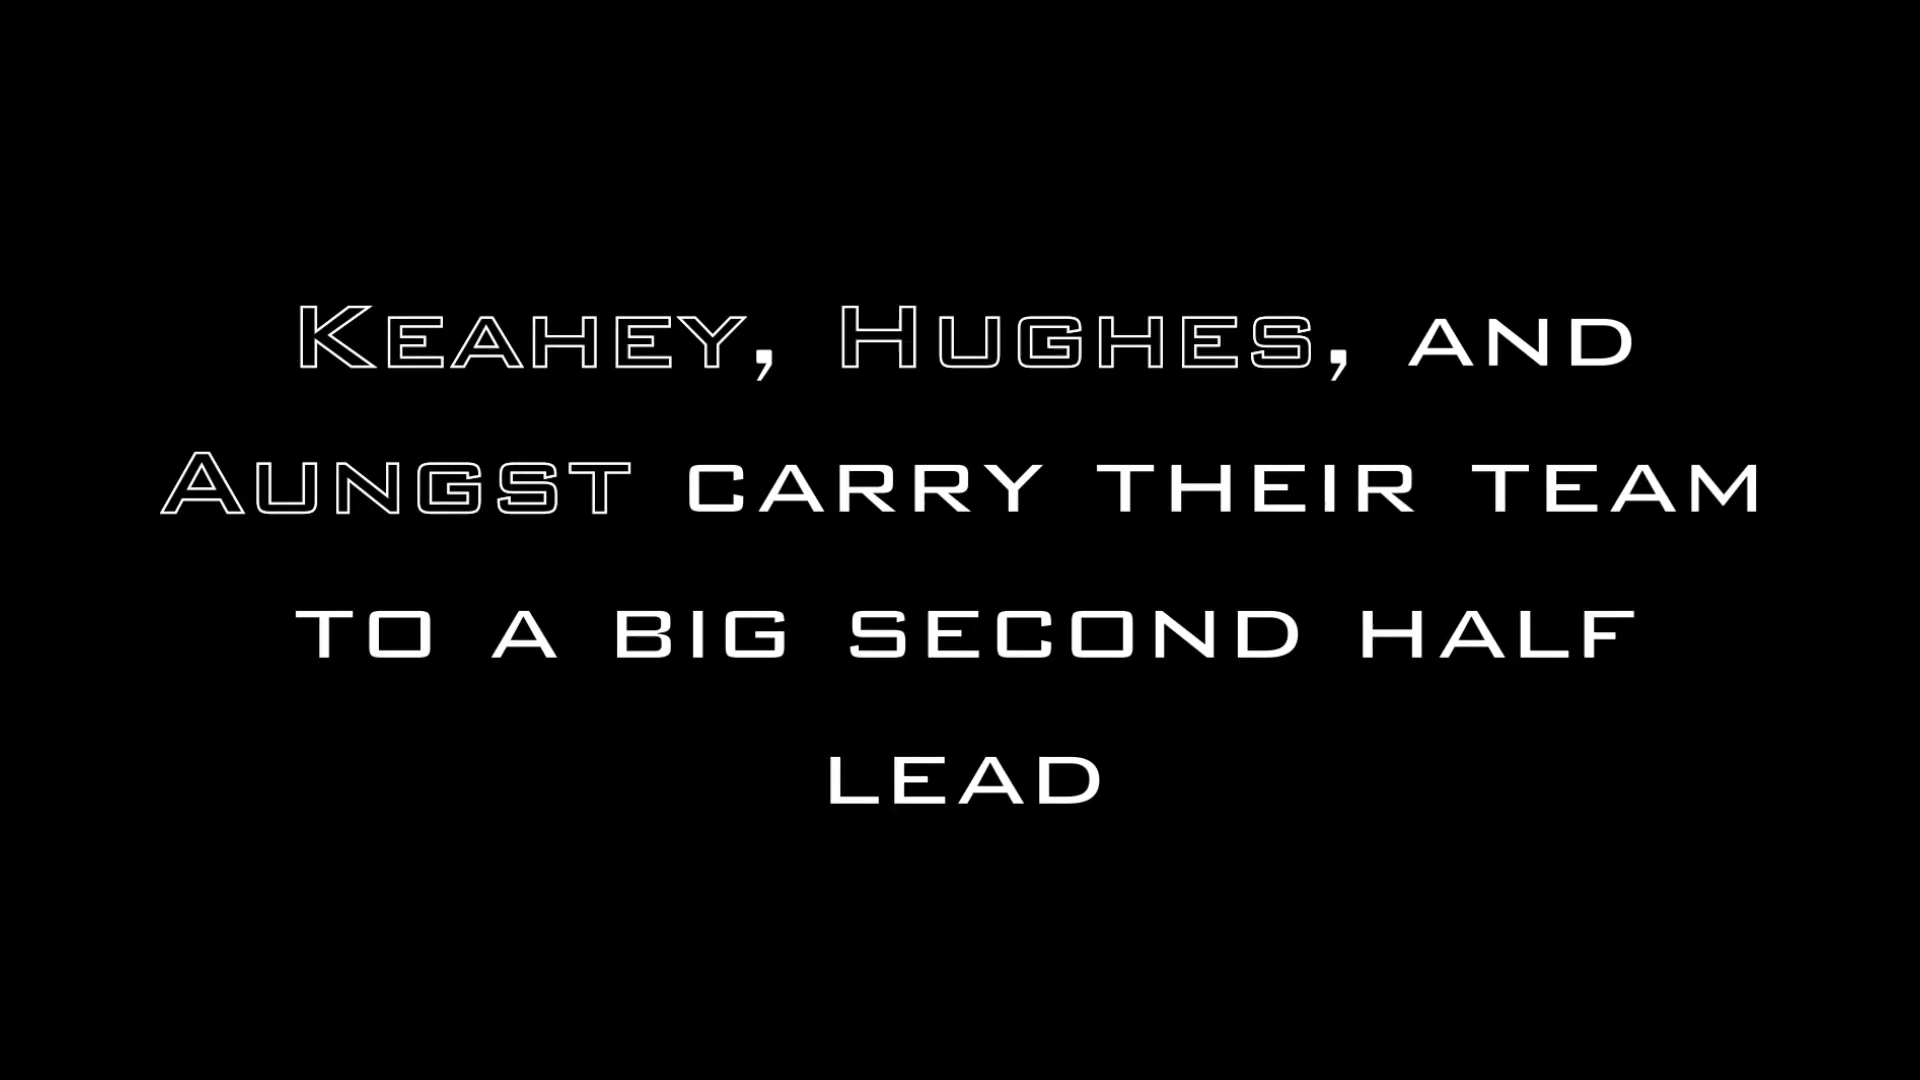 Keahey, Hughes, and
Aungst carry their team
to a big second half
lead